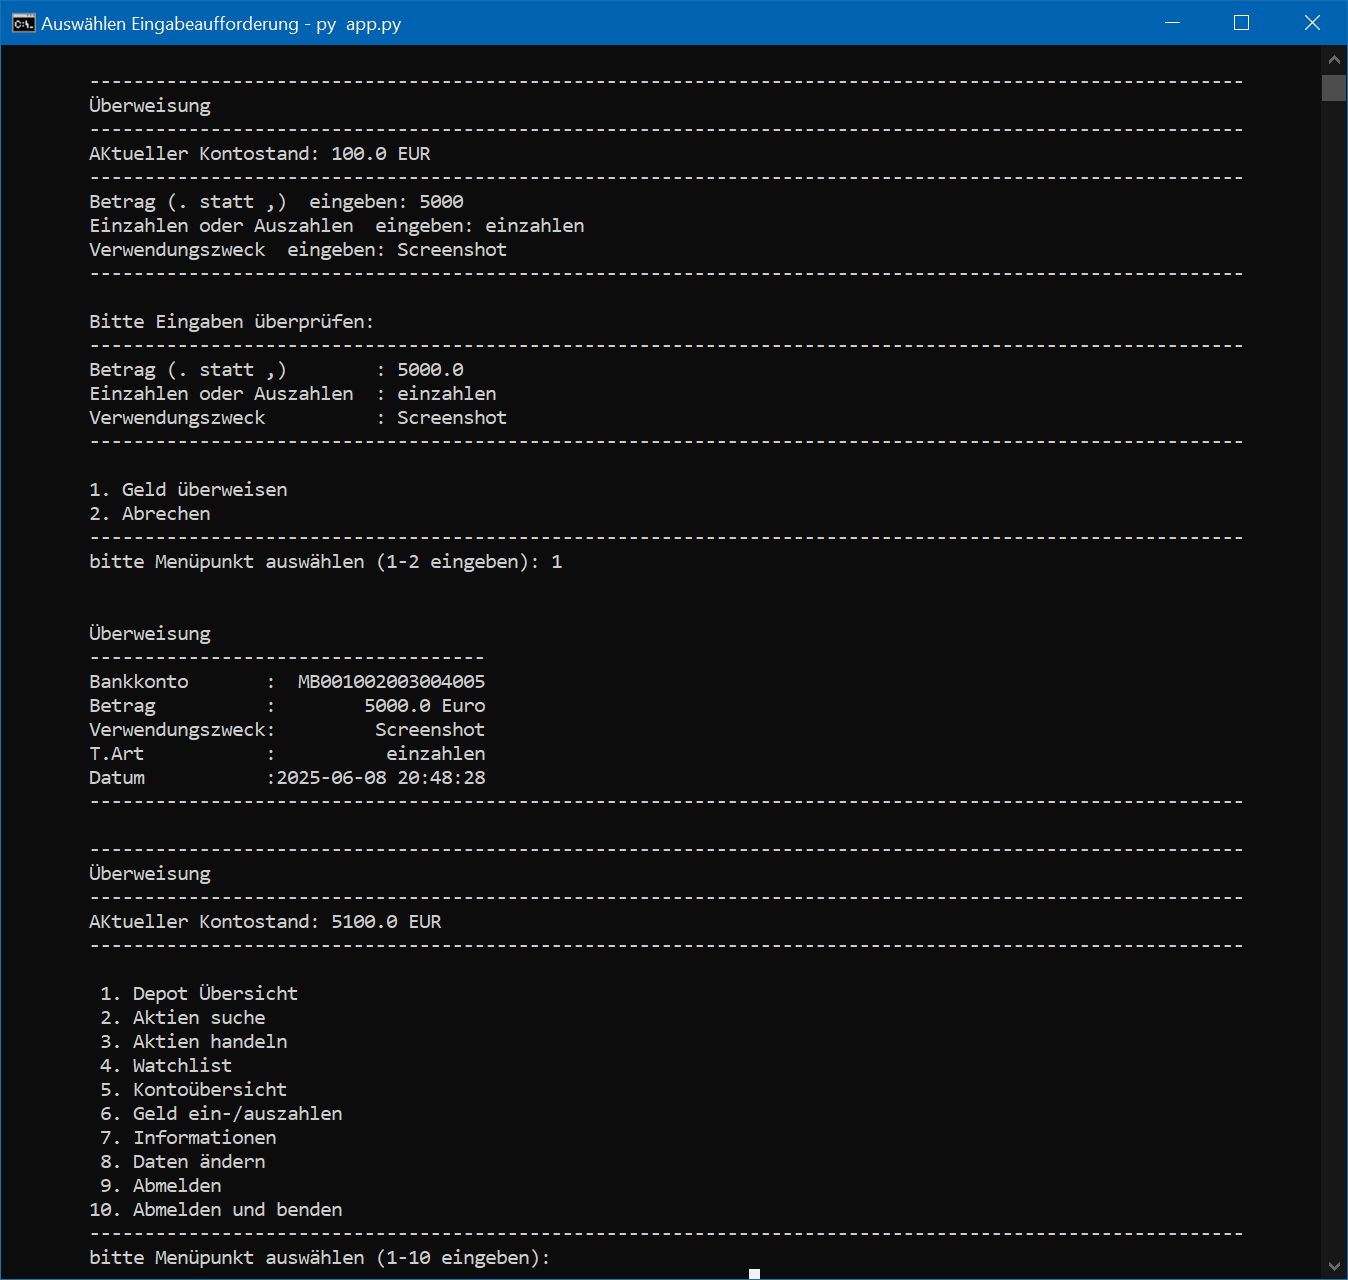 Auswählen Eingabeaufforderung - py  app.py
---------------------------------------------------------------------------------------------------------
Überweisung
---------------------------------------------------------------------------------------------------------
AKtueller Kontostand: 100.0 EUR
---------------------------------------------------------------------------------------------------------
Betrag (. statt ,)  eingeben: 5000
Einzahlen oder Auszahlen  eingeben: einzahlen
Verwendungszweck  eingeben: Screenshot
---------------------------------------------------------------------------------------------------------
Bitte Eingaben überprüfen:
---------------------------------------------------------------------------------------------------------
Betrag (. statt ,)        : 5000.0
Einzahlen oder Auszahlen  : einzahlen
Verwendungszweck          : Screenshot
---------------------------------------------------------------------------------------------------------
1. Geld überweisen
2. Abrechen
---------------------------------------------------------------------------------------------------------
bitte Menüpunkt auswählen (1-2 eingeben): 1
Überweisung
------------------------------------
Bankkonto       :  MB001002003004005
Betrag          :        5000.0 Euro
Verwendungszweck:         Screenshot
T.Art           :          einzahlen
Datum           :2025-06-08 20:48:28
---------------------------------------------------------------------------------------------------------
---------------------------------------------------------------------------------------------------------
Überweisung
---------------------------------------------------------------------------------------------------------
AKtueller Kontostand: 5100.0 EUR
---------------------------------------------------------------------------------------------------------
1. Depot Übersicht
2. Aktien suche
3. Aktien handeln
4. Watchlist
5. Kontoübersicht
6. Geld ein-/auszahlen
7. Informationen
8. Daten ändern
9. Abmelden
10. Abmelden und benden
---------------------------------------------------------------------------------------------------------
bitte Menüpunkt auswählen (1-10 eingeben):